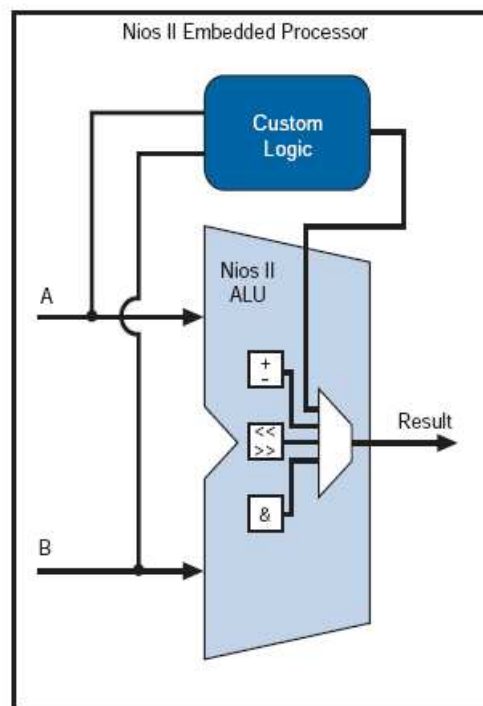 Nios II Embedded Processor
Custom
Logic
Nios II
ALU
A
+
-
<<
>>
Result
&
B